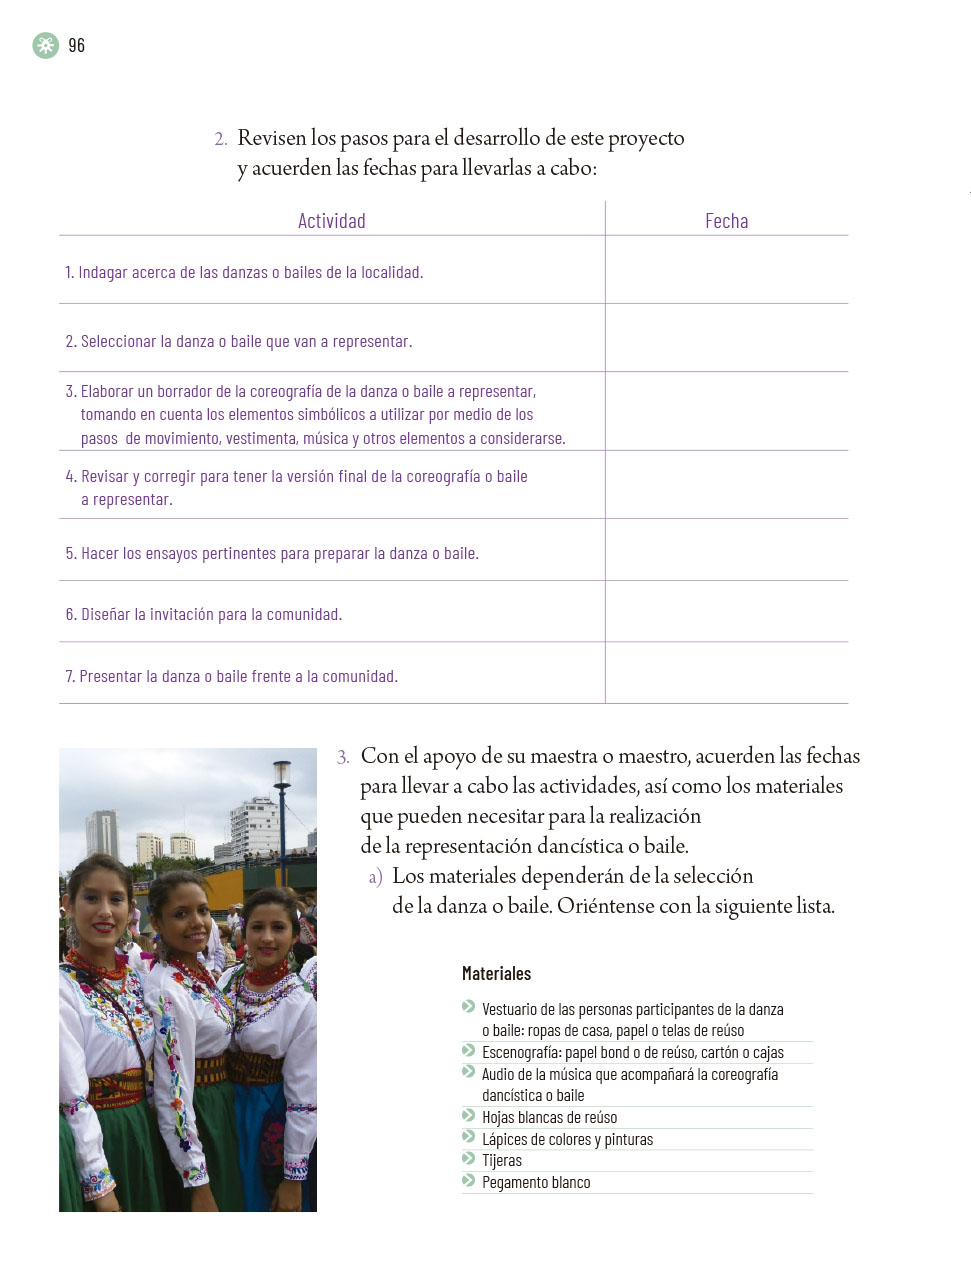 96
2. Revisen los pasos para el desarrollo de este proyecto
y acuerden las fechas para llevarlas a cabo:
Actividad Fecha
1. Indagar acerca de las danzas o bailes de la localidad.
2. Seleccionar la danza o baile que van a representar.
3. Elaborar un borrador de la coreografía de la danza o baile a representar,
tomando en cuenta los elementos simbólicos a utilizar por medio de los
pasos de movimiento, vestimenta, música y otros elementos a considerarse.
4. Revisar y corregir para tener la versión final de la coreografía o baile
a representar.
5. Hacer los ensayos pertinentes para preparar la danza o baile.
6. Diseñar la invitación para la comunidad.
7. Presentar la danza o baile frente a la comunidad.
3. Con el apoyo de su maestra o maestro, acuerden las fechas
para llevar a cabo las actividades, así como los materiales
que pueden necesitar para la realización
de la representación dancística o baile.
a) Los materiales dependerán de la selección
de la danza o baile. Oriéntense con la siguiente lista.
Materiales
Vestuario de las personas participantes de la danza
o baile: ropas de casa, papel o telas de reúso
Escenografía: papel bond o de reúso, cartón o cajas
Audio de la música que acompañará la coreografía
dancística o baile
Hojas blancas de reúso
Lápices de colores y pinturas
Tijeras
Pegamento blanco